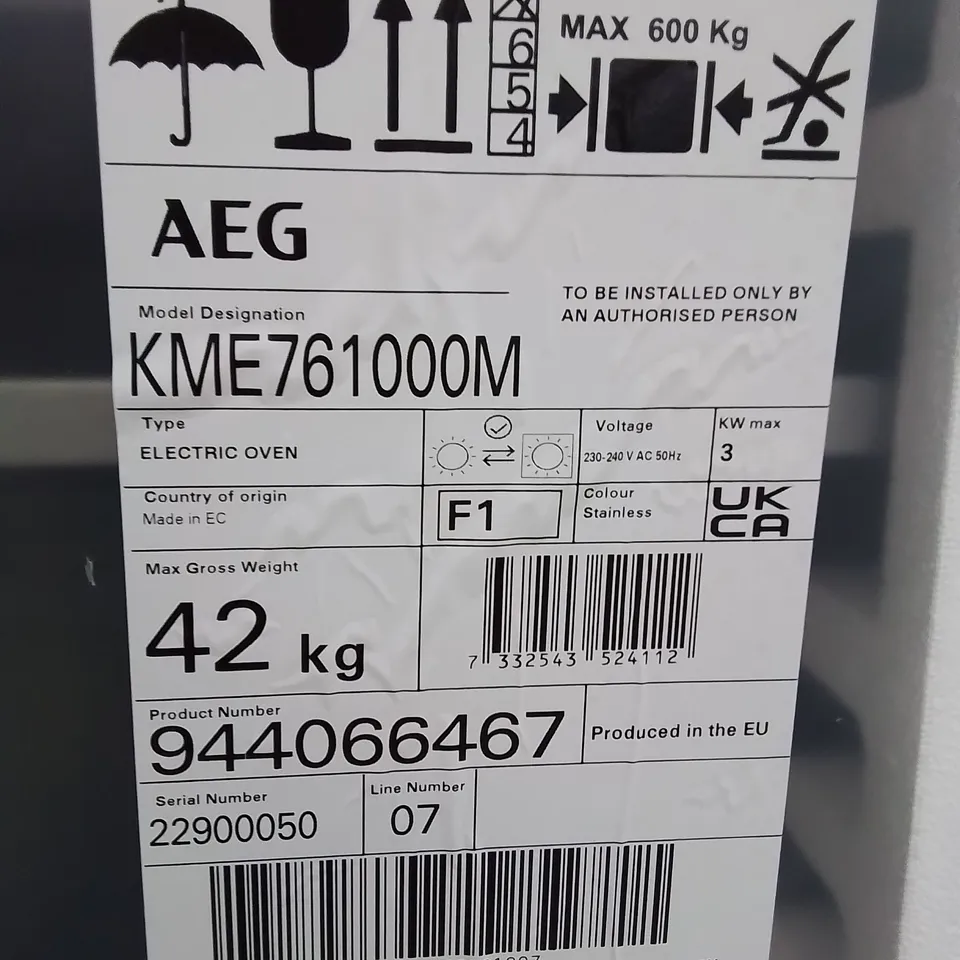 6
5
4
MAX 600 Kg
AEG
TO BE INSTALLED ONLY BY
AN AUTHORISED PERSON
Model Designation
KME761000M
Type
ELECTRIC OVEN
Voltage
230-240 V AC 50Hz
KW max
3
Country of origin
Made in EC
F1
Colour
Stainless
UK
CA
Max Gross Weight
42 kg
7 332543 524112
Product Number
944066467
Produced in the EU
Serial Number
22900050
Line Number
07